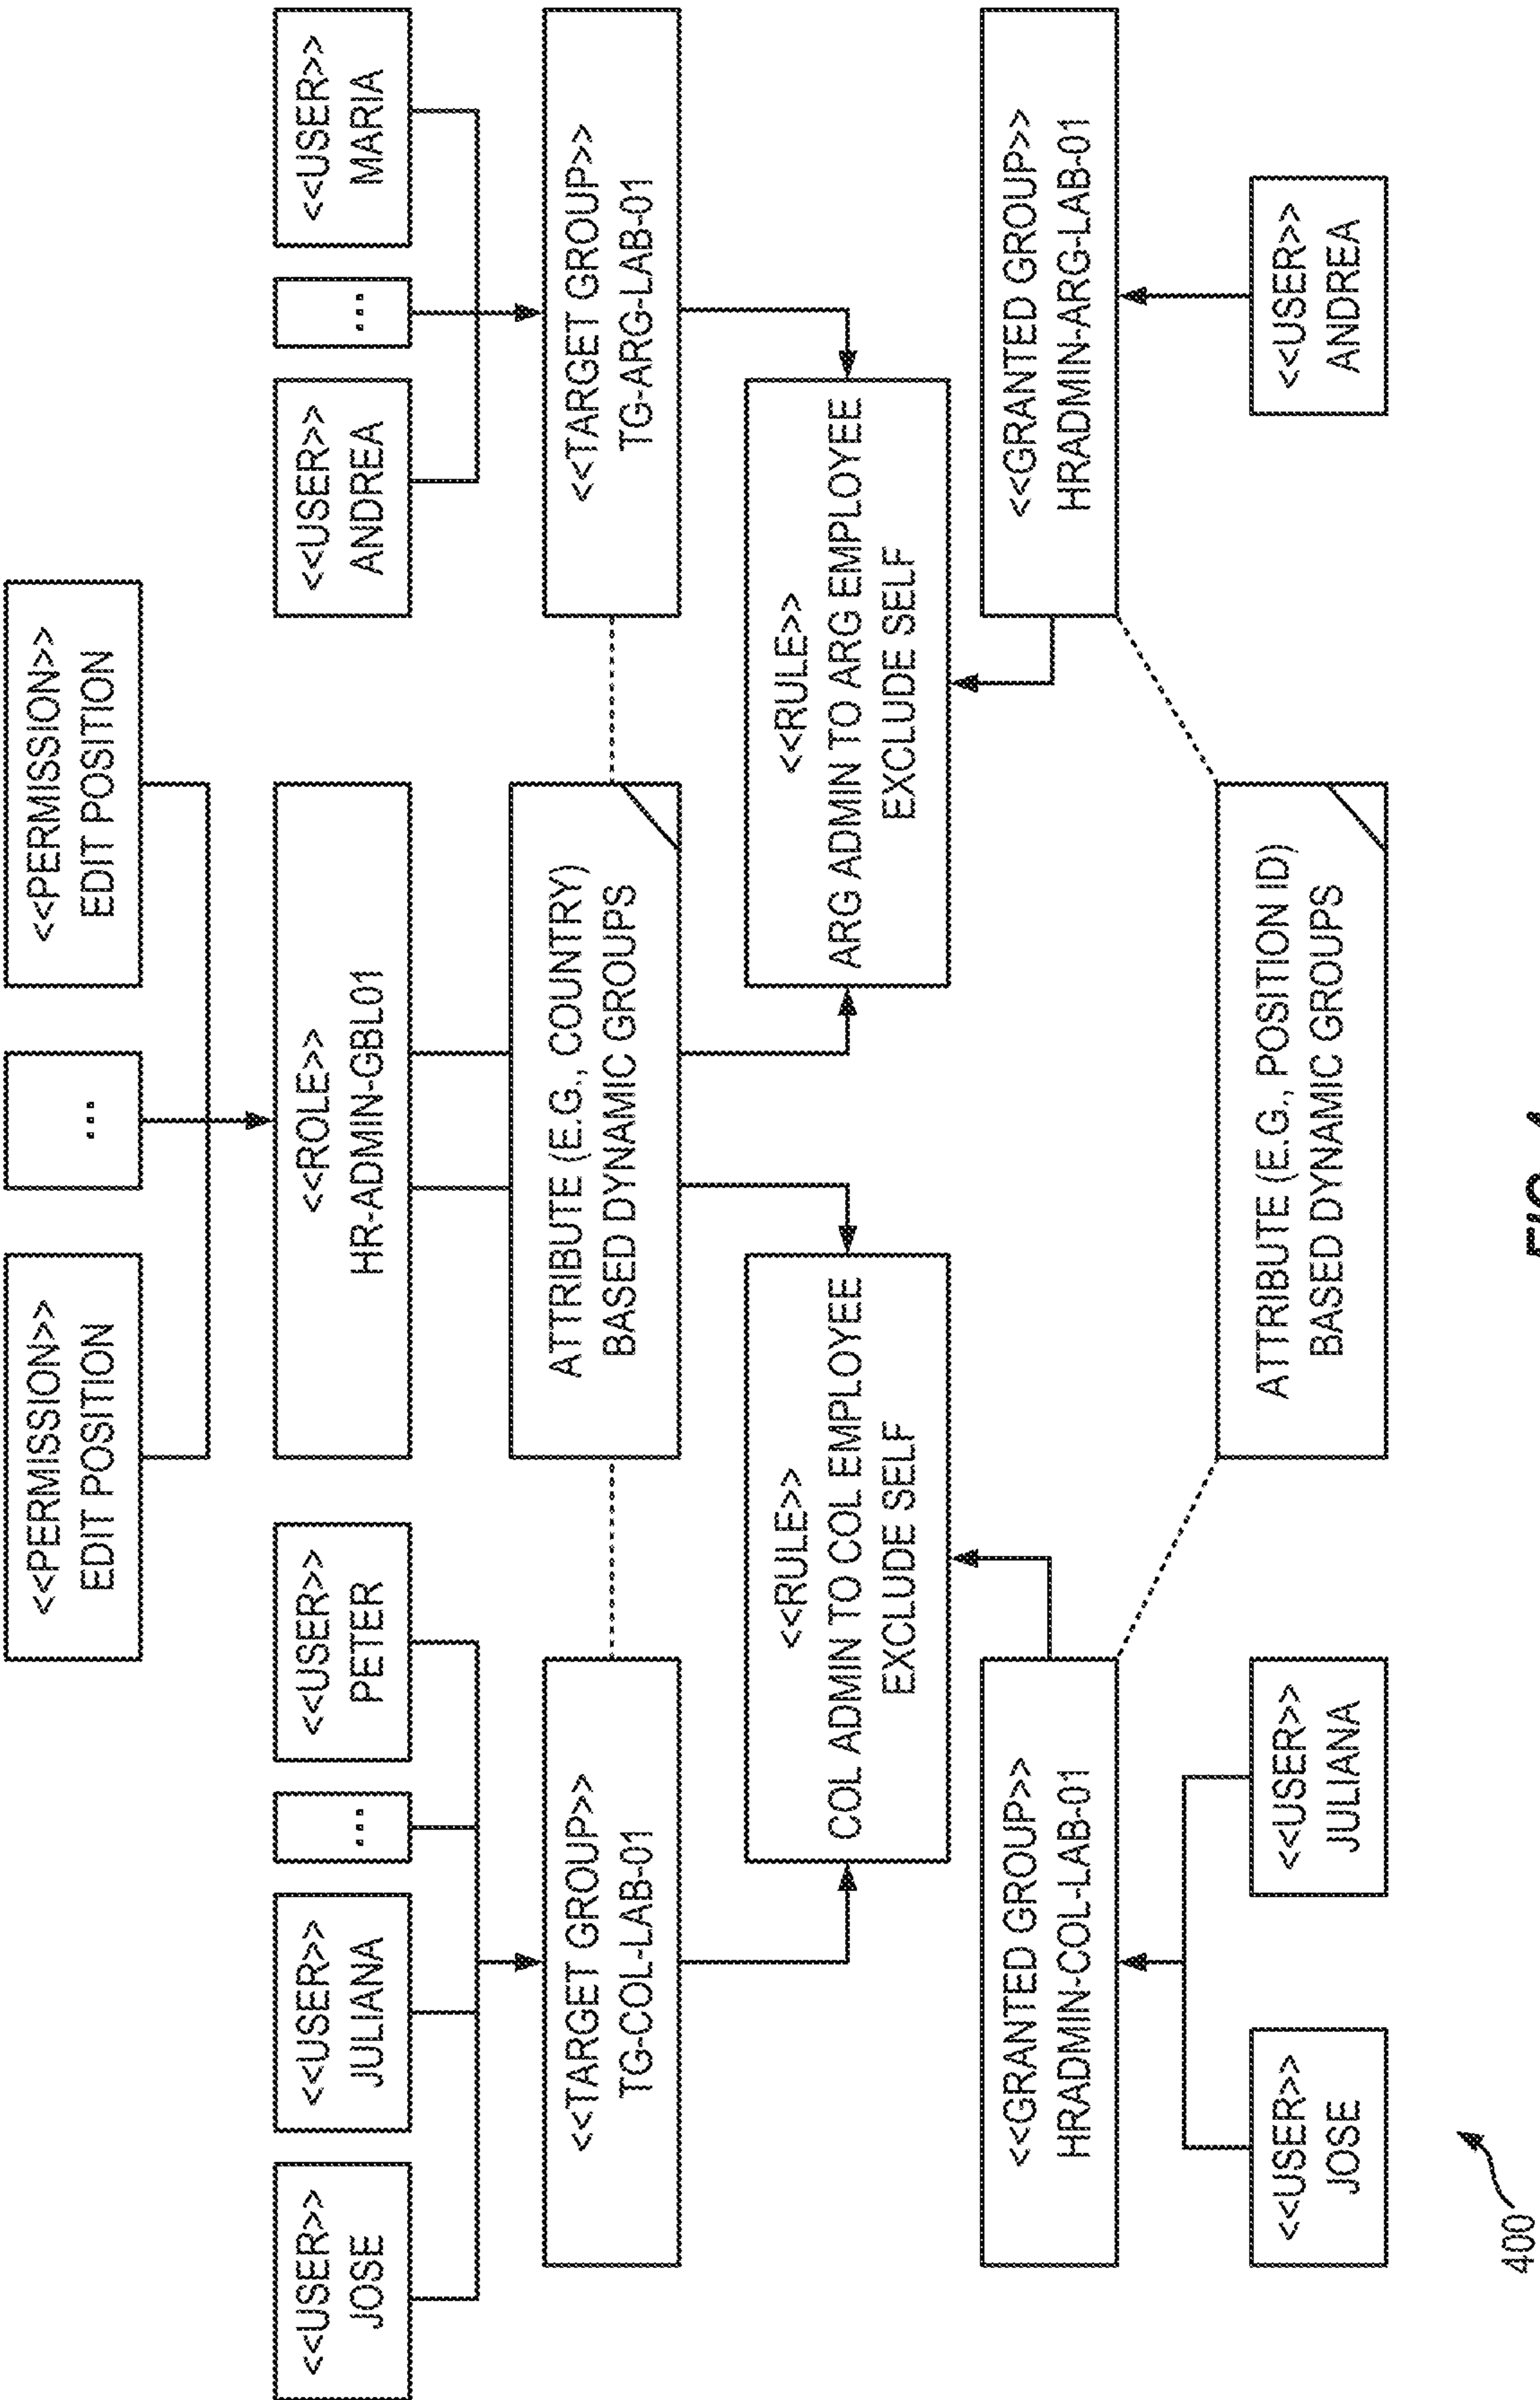 <<PERMISSION>>
EDIT POSITION
...
<<PERMISSION>>
EDIT POSITION
<<USER>>
JOSE
<<USER>>
JULIANA
...
<<USER>>
PETER
<<ROLE>>
HR-ADMIN-GBL01
<<USER>>
ANDREA
...
<<USER>>
MARIA
<<TARGET GROUP>>
TG-COL-LAB-01
ATTRIBUTE (E.G., COUNTRY)
BASED DYNAMIC GROUPS
<<TARGET GROUP>>
TG-ARG-LAB-01
<<RULE>>
COL ADMIN TO COL EMPLOYEE
EXCLUDE SELF
<<RULE>>
ARG ADMIN TO ARG EMPLOYEE
EXCLUDE SELF
<<GRANTED GROUP>>
HRADMIN-COL-LAB-01
<<GRANTED GROUP>>
HRADMIN-ARG-LAB-01
<<USER>>
JOSE
<<USER>>
JULIANA
ATTRIBUTE (E.G., POSITION ID)
BASED DYNAMIC GROUPS
<<USER>>
ANDREA
400